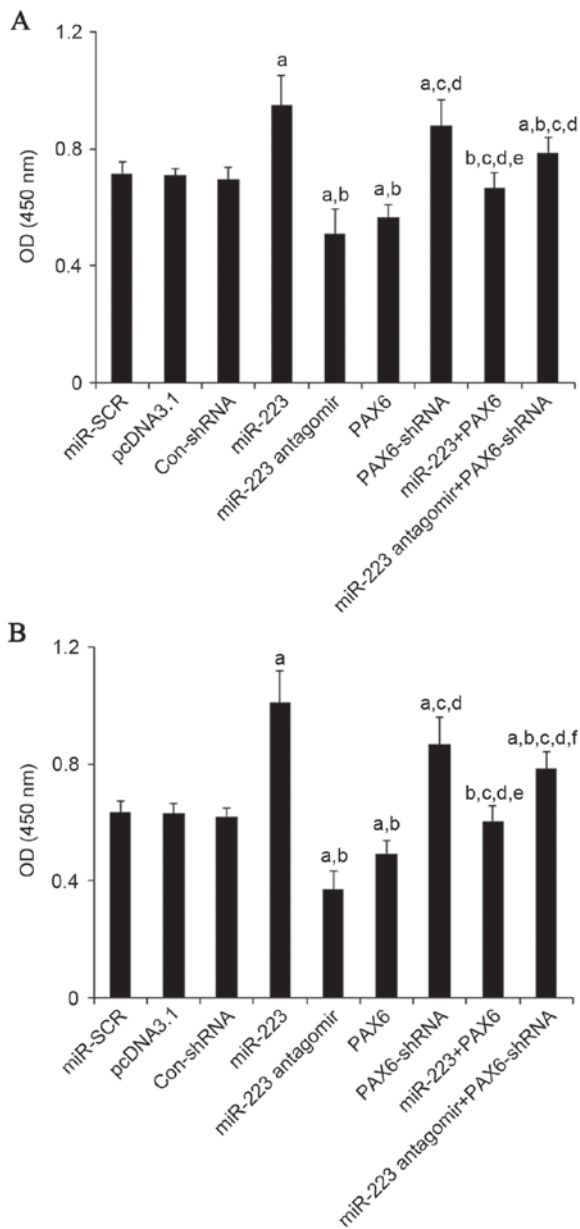 A
1.2
0.8
0.4
0
OD (450 nm)
a
a,b
a,b
a,c,d
b,c,d,e
a,b,c,d
miR-SCR
pcDNA3.1
Con-shRNA
miR-223
miR-223 antagomir
PAX6
PAX6-shRNA
miR-223+PAX6
miR-223 antagomir+PAX6-shRNA
B
1.2
0.8
0.4
0
OD (450 nm)
a
a,b
a,b
a,c,d
b,c,d,e
a,b,c,d,f
miR-SCR
pcDNA3.1
Con-shRNA
miR-223
miR-223 antagomir
PAX6
PAX6-shRNA
miR-223+PAX6
miR-223 antagomir+PAX6-shRNA